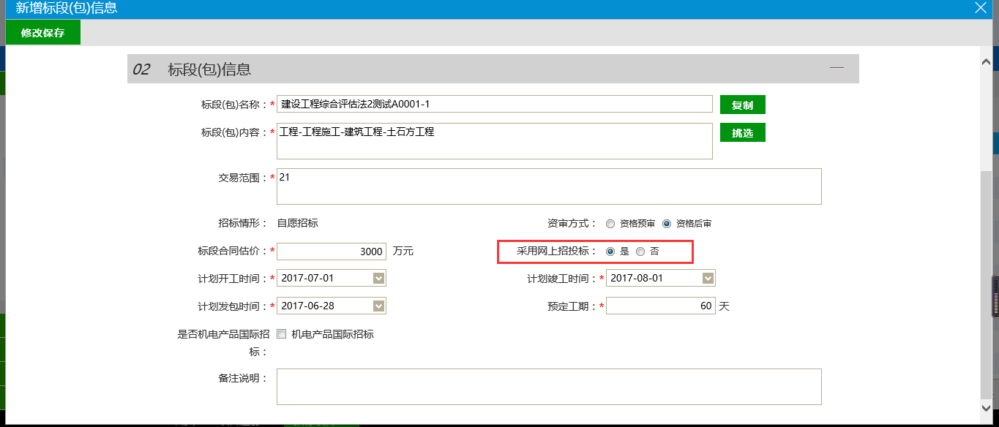 新增标段(包)信息
修改保存
02 标段(包)信息
标段(包)名称：* 建设工程综合评估法2测试A0001-1 复制
标段(包)内容：* 工程-工程施工-建筑工程-土石方工程 挑选
交易范围：* 21
招标情形： 自愿招标 资审方式： 资格预审 资格后审
标段合同估价：* 3000 万元 采用网上招投标： 是 否
计划开工时间：* 2017-07-01 计划竣工时间：* 2017-08-01
计划发包时间：* 2017-06-28 预定工期：* 60 天
是否机电产品国际招 机电产品国际招标
标：
备注说明：